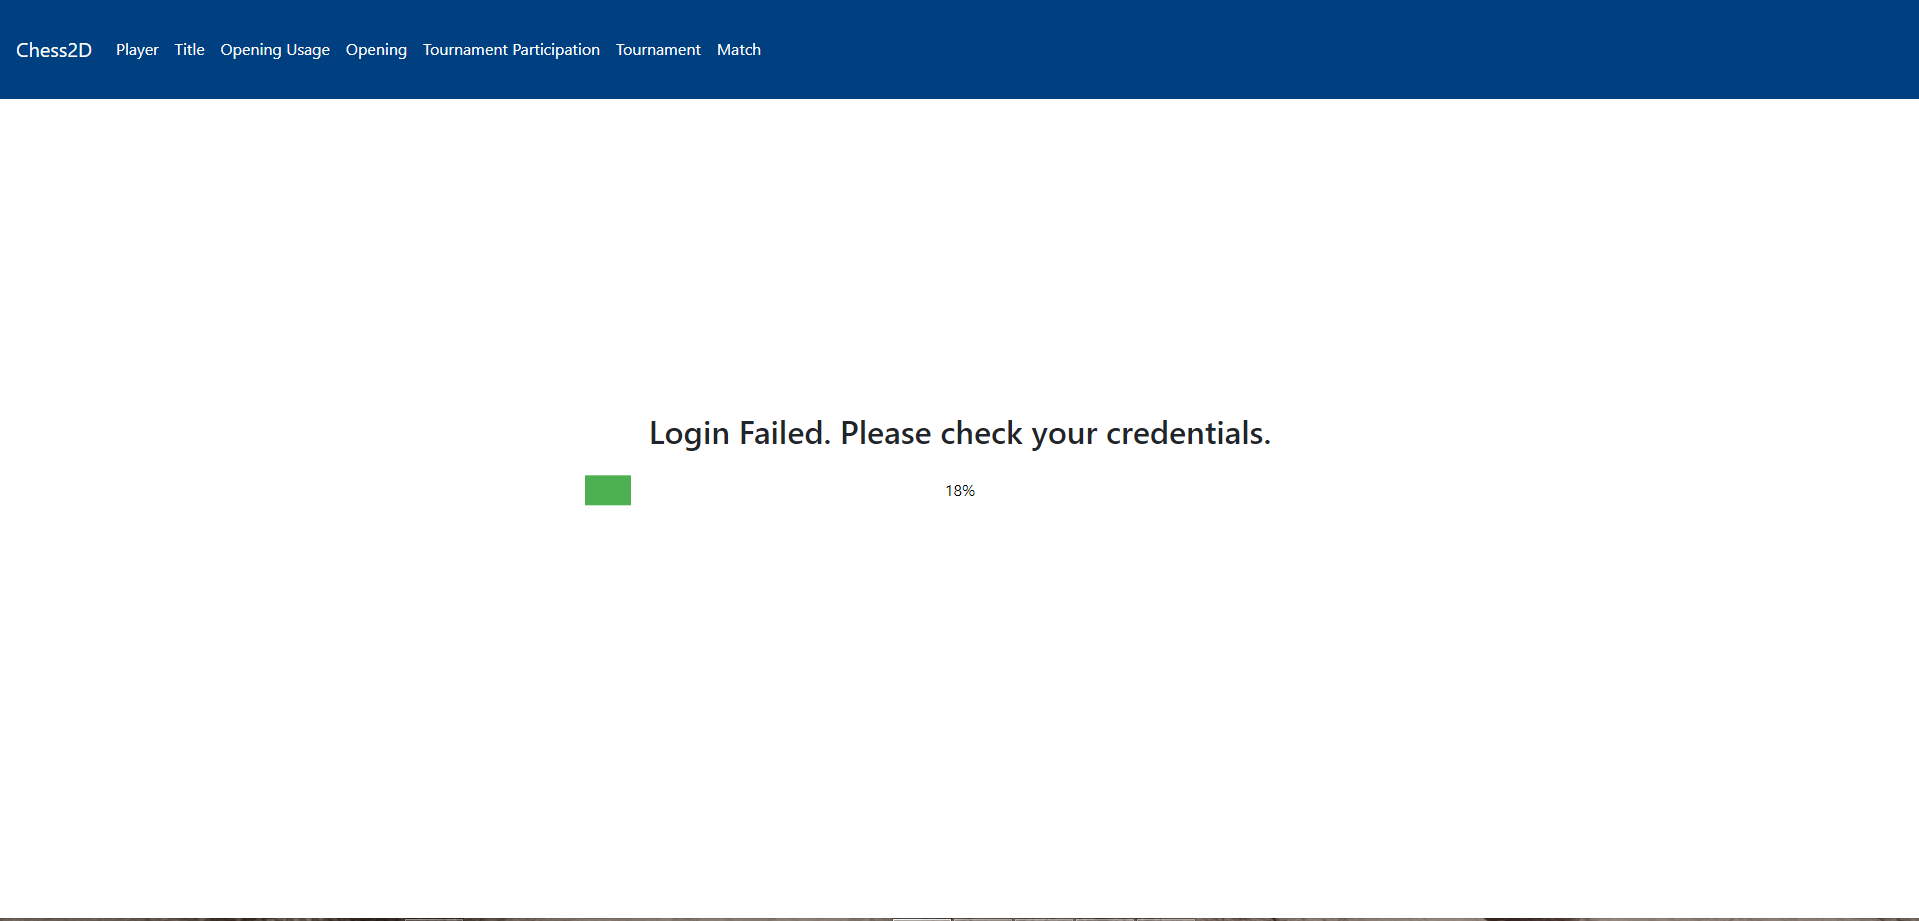 Chess2D Player Title Opening Usage Opening Tournament Participation Tournament Match
Login Failed. Please check your credentials.
18%